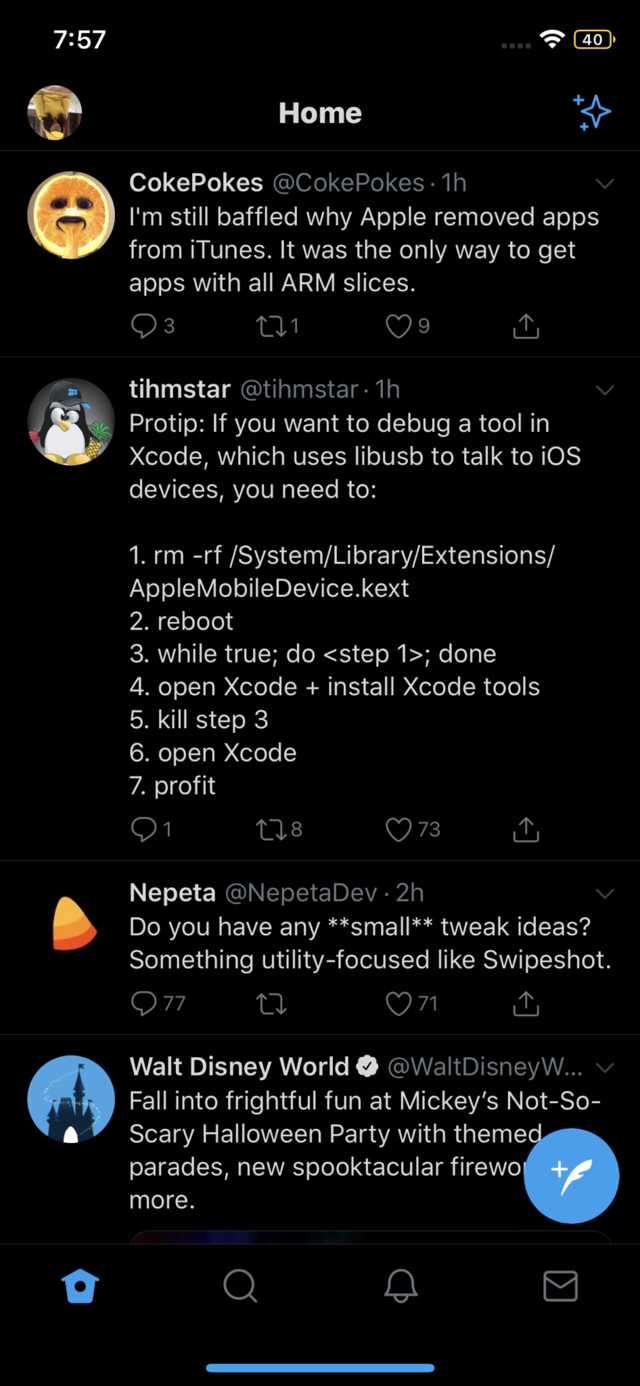 7:57
40
Home
CokePokes @CokePokes · 1h
I'm still baffled why Apple removed apps
from iTunes. It was the only way to get
apps with all ARM slices.
3 1 9
tihmstar @tihmstar · 1h
Protip: If you want to debug a tool in
Xcode, which uses libusb to talk to iOS
devices, you need to:
1. rm -rf /System/Library/Extensions/
AppleMobileDevice.kext
2. reboot
3. while true; do <step 1>; done
4. open Xcode + install Xcode tools
5. kill step 3
6. open Xcode
7. profit
1 8 73
Nepeta @NepetaDev · 2h
Do you have any **small** tweak ideas?
Something utility-focused like Swipeshot.
77 71
Walt Disney World @WaltDisneyW...
Fall into frightful fun at Mickey’s Not-So-
Scary Halloween Party with themed
parades, new spooktacular firewor
more.